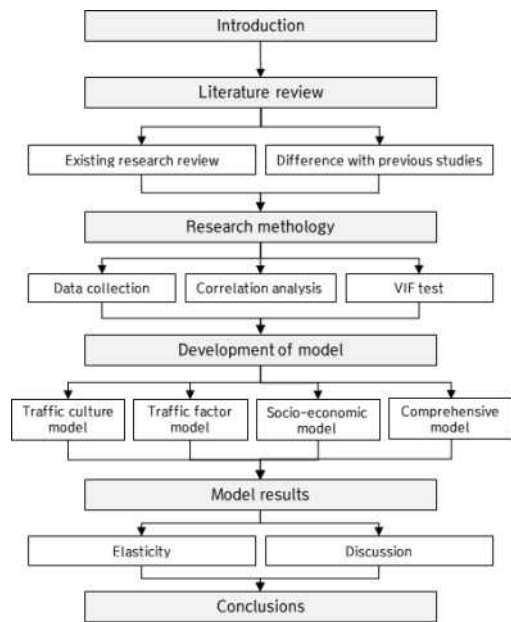 Introduction
Literature review
Existing research review
Difference with previous studies
Research methology
Data collection
Correlation analysis
VIF test
Development of model
Traffic culture
model
Traffic factor
model
Socio-economic
model
Comprehensive
model
Model results
Elasticity
Discussion
Conclusions